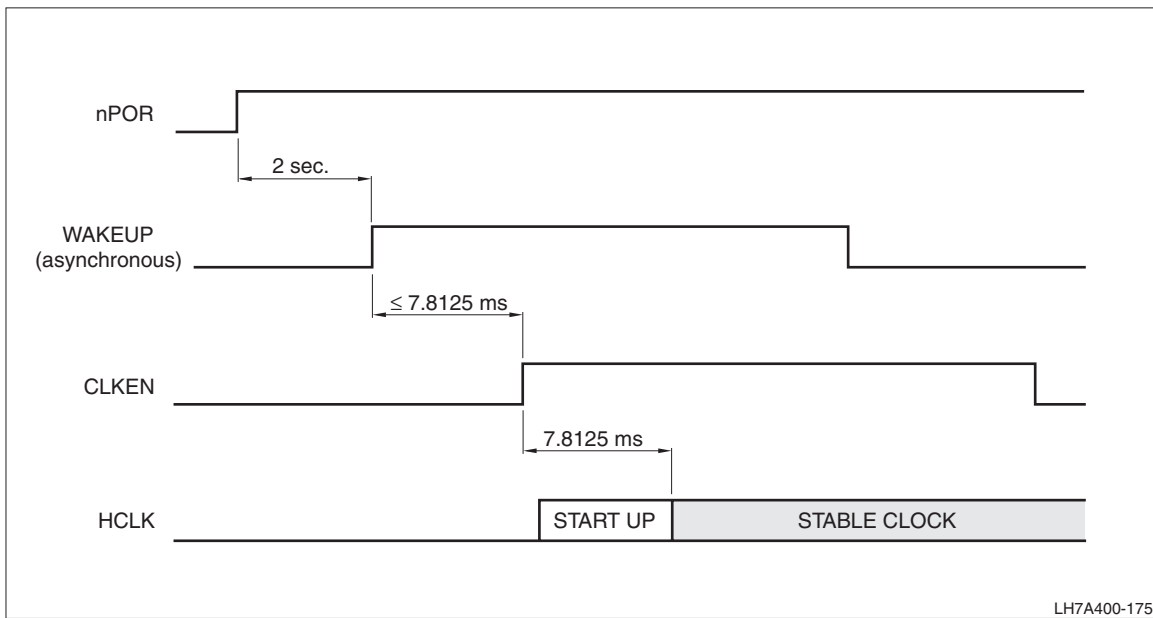 nPOR
2 sec.
WAKEUP
(asynchronous)
≤ 7.8125 ms
CLKEN
7.8125 ms
HCLK
START UP
STABLE CLOCK
LH7A400-175